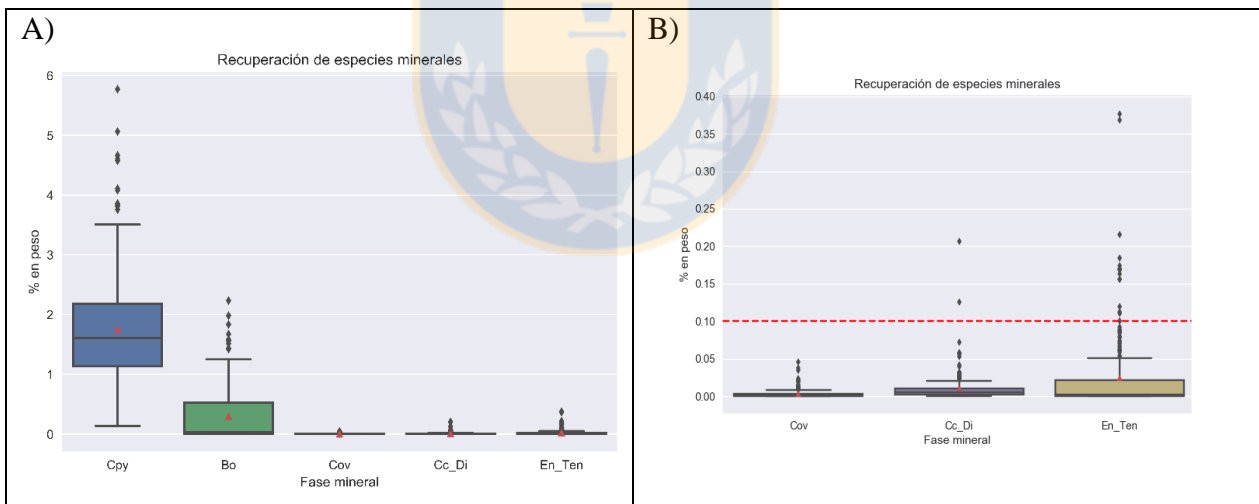 A)
Recuperación de especies minerales
6
5
4
3
2
1
0
% en peso
Cpy Bo Cov Cc_Di En_Ten
Fase mineral
B)
Recuperación de especies minerales
0.40
0.35
0.30
0.25
0.20
0.15
0.10
0.05
0.00
% en peso
Cov Cc_Di En_Ten
Fase mineral